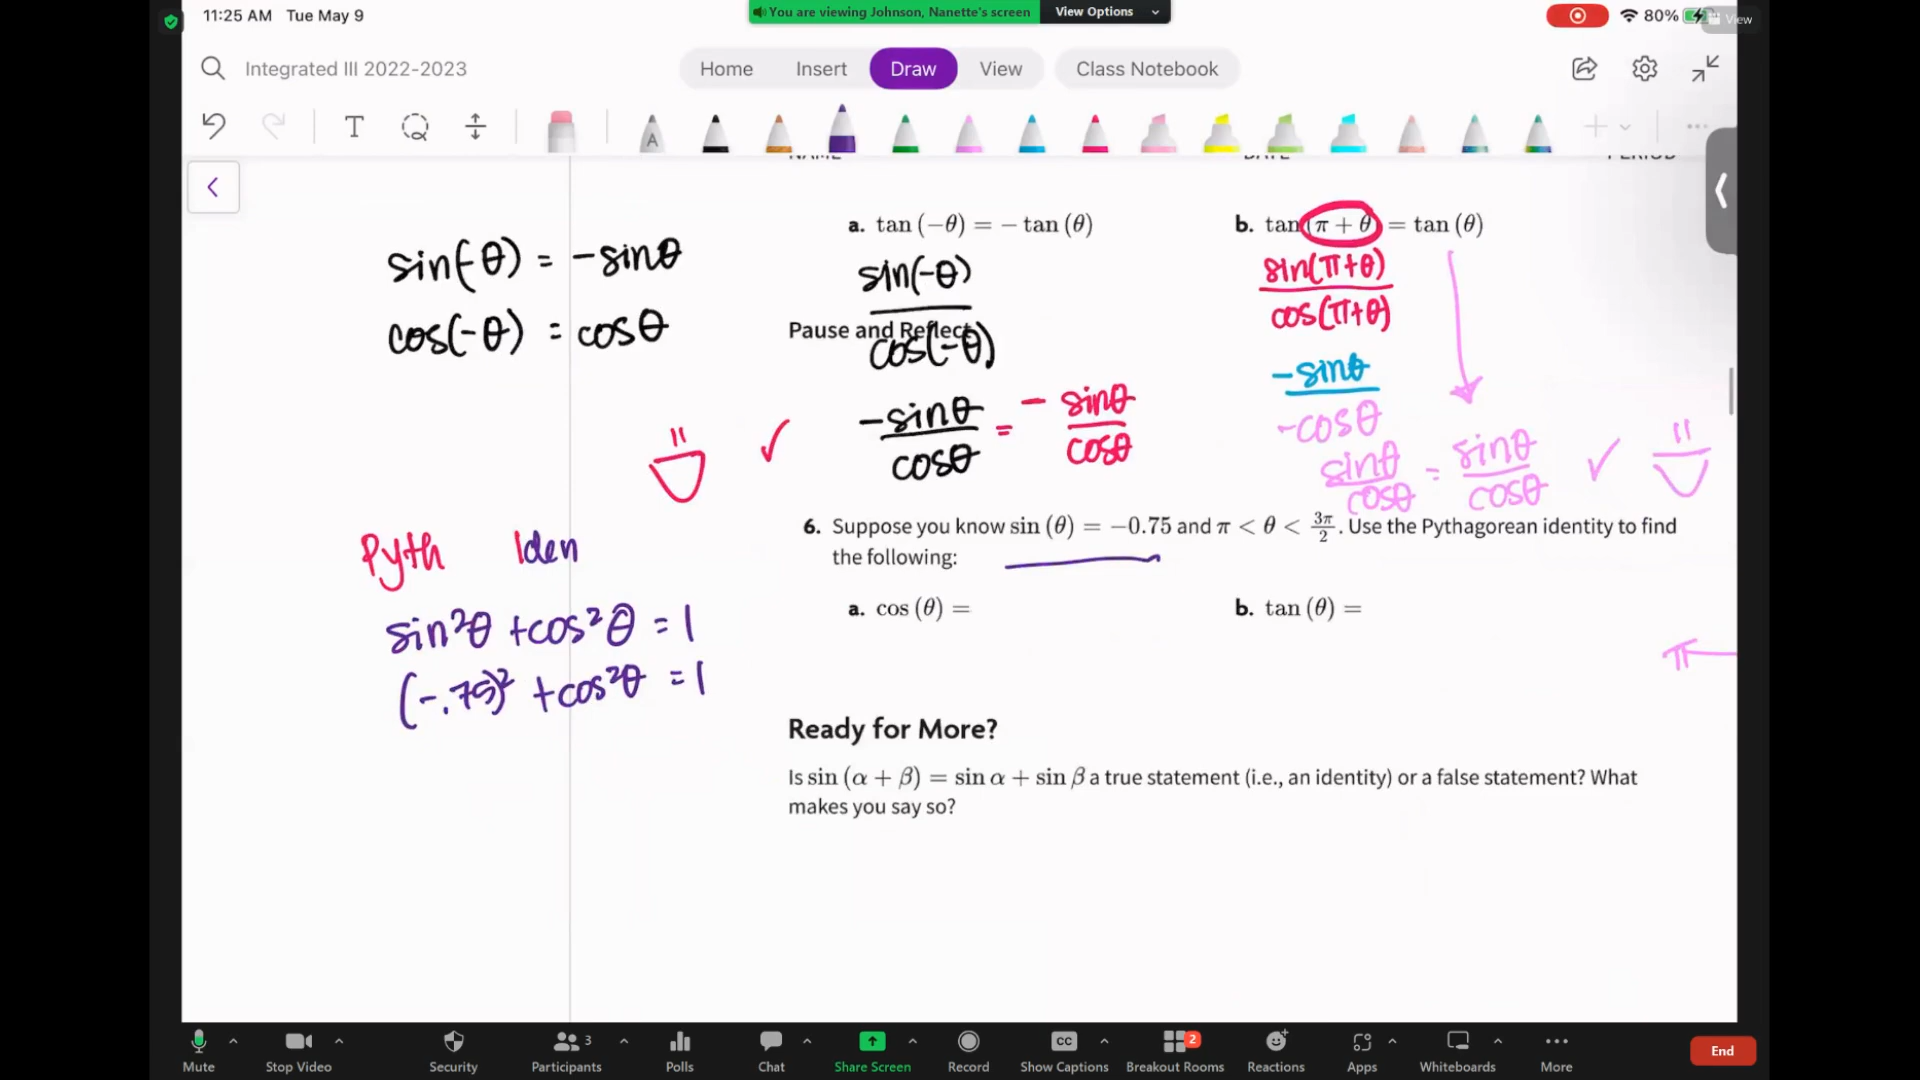 11:25 AM Tue May 9
You are viewing Johnson, Nanette's screen View Options
80% View
Integrated III 2022-2023
Home Insert Draw View Class Notebook
T A
a. tan (−θ) = − tan (θ)
b. tan (π + θ) = tan (θ)
sin(-θ) = -sinθ
cos(-θ) = cosθ
sin(-θ)
Pause and Reflect
cos(-θ)
-sinθ = - sinθ
cosθ cosθ
✓
sin(π+θ)
cos(π+θ)
-sinθ
-cosθ
sinθ = sinθ ✓
cosθ cosθ
6. Suppose you know sin (θ) = −0.75 and π < θ < 3π/2. Use the Pythagorean identity to find
the following:
a. cos (θ) =
b. tan (θ) =
π
Pyth Iden
sin²θ +cos²θ = 1
(-.75)² +cos²θ = 1
Ready for More?
Is sin (α + β) = sin α + sin β a true statement (i.e., an identity) or a false statement? What
makes you say so?
Mute Stop Video Security Participants 3 Polls Chat Share Screen Record CC Show Captions Breakout Rooms 2 Reactions Apps Whiteboards More End